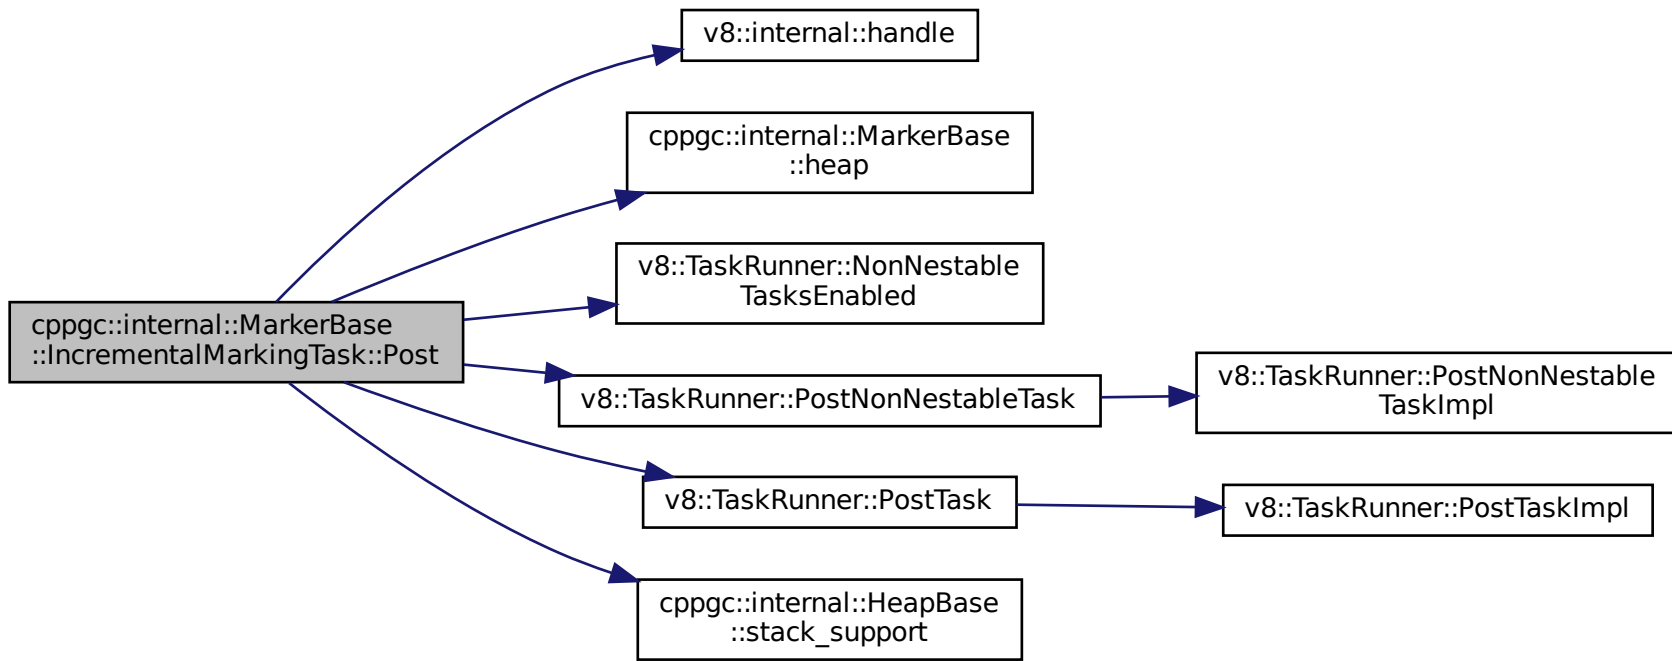 v8::internal::handle
cppgc::internal::MarkerBase
::heap
v8::TaskRunner::NonNestable
TasksEnabled
cppgc::internal::MarkerBase
::IncrementalMarkingTask::Post
v8::TaskRunner::PostNonNestableTask
v8::TaskRunner::PostNonNestable
TaskImpl
v8::TaskRunner::PostTask
v8::TaskRunner::PostTaskImpl
cppgc::internal::HeapBase
::stack_support